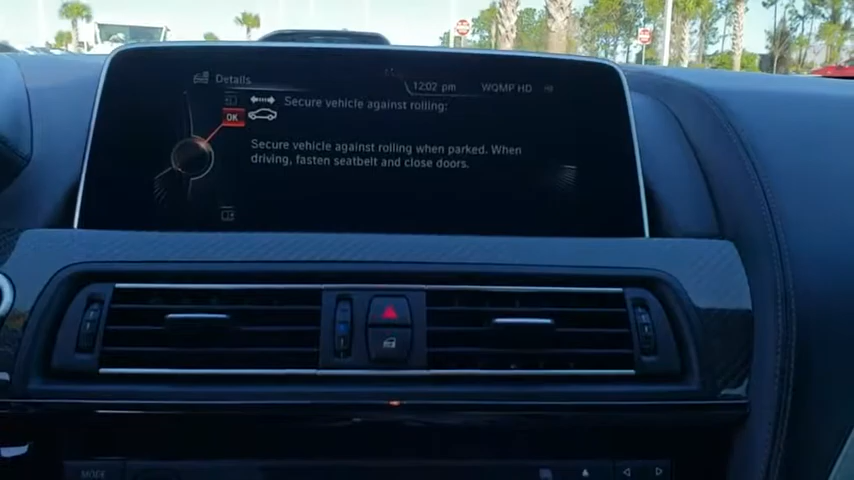 Details
12:02 pm
WQMP HD
Secure vehicle against rolling:
OK
Secure vehicle against rolling when parked. When
driving, fasten seatbelt and close doors.
MODE